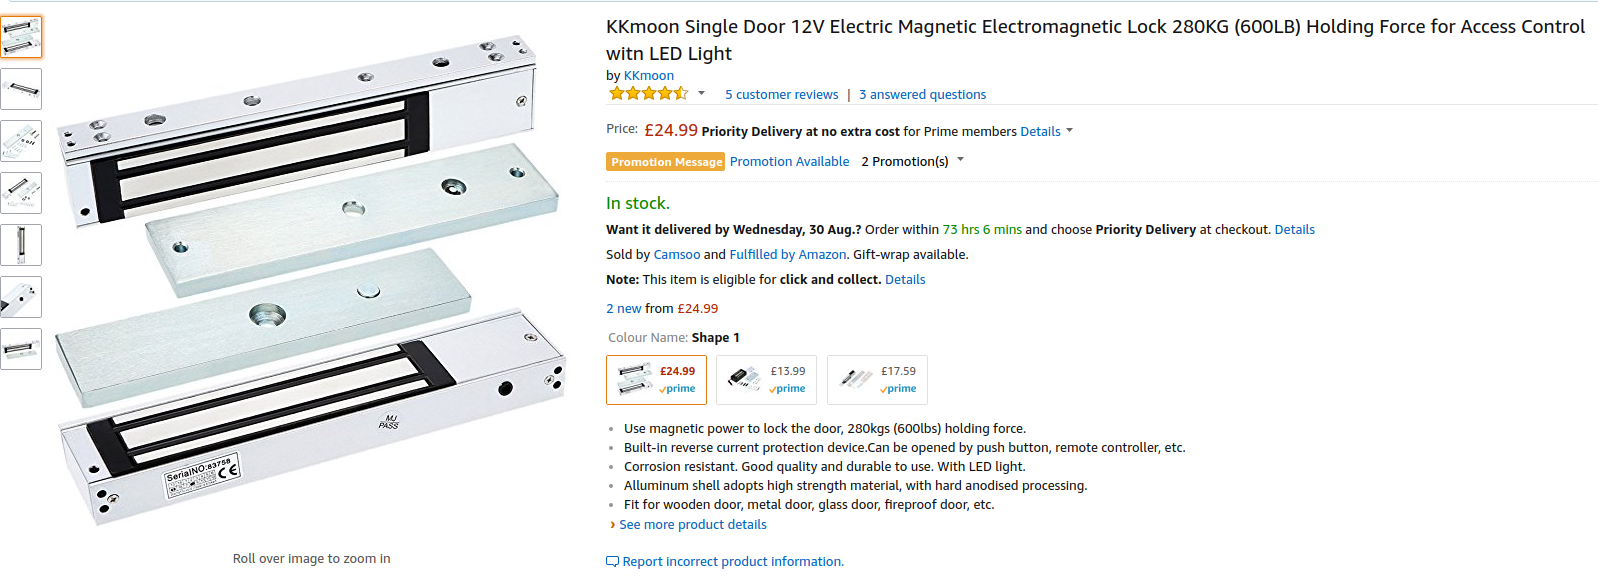 KKmoon Single Door 12V Electric Magnetic Electromagnetic Lock 280KG (600LB) Holding Force for Access Control
witn LED Light
by KKmoon
5 customer reviews | 3 answered questions
Price: £24.99 Priority Delivery at no extra cost for Prime members Details
Promotion Message Promotion Available 2 Promotion(s)
In stock.
Want it delivered by Wednesday, 30 Aug.? Order within 73 hrs 6 mins and choose Priority Delivery at checkout. Details
Sold by Camsoo and Fulfilled by Amazon. Gift-wrap available.
Note: This item is eligible for click and collect. Details
2 new from £24.99
Colour Name: Shape 1
£24.99 £13.99 £17.59
prime prime prime
Use magnetic power to lock the door, 280kgs (600lbs) holding force.
Built-in reverse current protection device.Can be opened by push button, remote controller, etc.
Corrosion resistant. Good quality and durable to use. With LED light.
Alluminum shell adopts high strength material, with hard anodised processing.
Fit for wooden door, metal door, glass door, fireproof door, etc.
› See more product details
Report incorrect product information.
MJ
PASS
SerialNO:83758
CE
Roll over image to zoom in